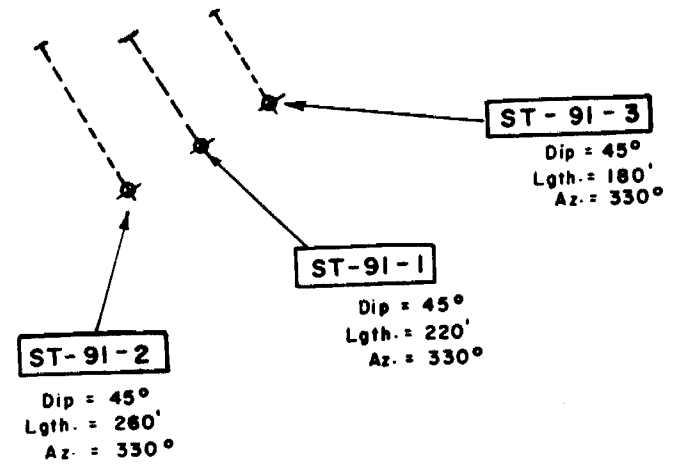 ST-91-3
Dip = 45°
Lgth. = 180'
Az. = 330°
ST-91-1
Dip = 45°
Lgth. = 220'
Az. = 330°
ST-91-2
Dip = 45°
Lgth. = 260'
Az. = 330°